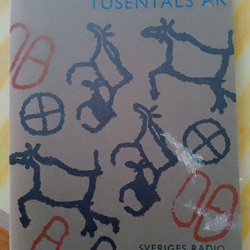 TUSENTALS ÅR
SVERIGES RADIO